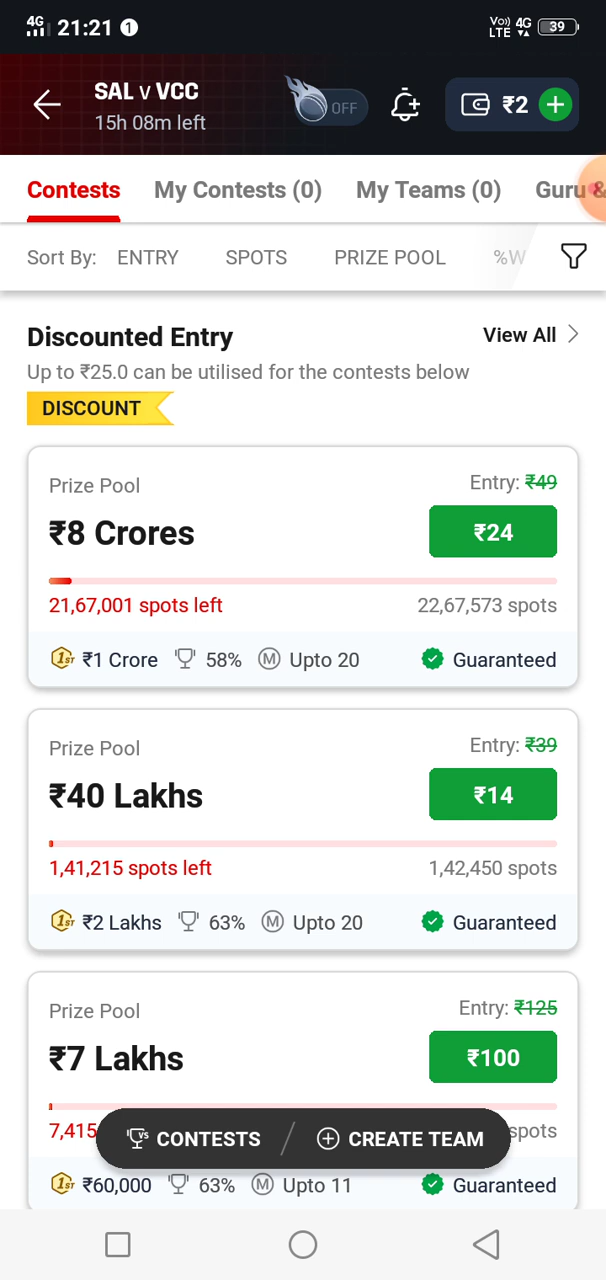 4G 21:21 1 Vo) LTE 4G 39
SAL v VCC
15h 08m left
OFF
₹2
Contests My Contests (0) My Teams (0) Guru &
Sort By: ENTRY SPOTS PRIZE POOL %W
Discounted Entry View All
Up to ₹25.0 can be utilised for the contests below
DISCOUNT
Prize Pool Entry: ₹49
₹8 Crores ₹24
21,67,001 spots left 22,67,573 spots
1ST ₹1 Crore 58% M Upto 20 Guaranteed
Prize Pool Entry: ₹39
₹40 Lakhs ₹14
1,41,215 spots left 1,42,450 spots
1ST ₹2 Lakhs 63% M Upto 20 Guaranteed
Prize Pool Entry: ₹125
₹7 Lakhs ₹100
7,415 spots
VS CONTESTS CREATE TEAM
1ST ₹60,000 63% M Upto 11 Guaranteed